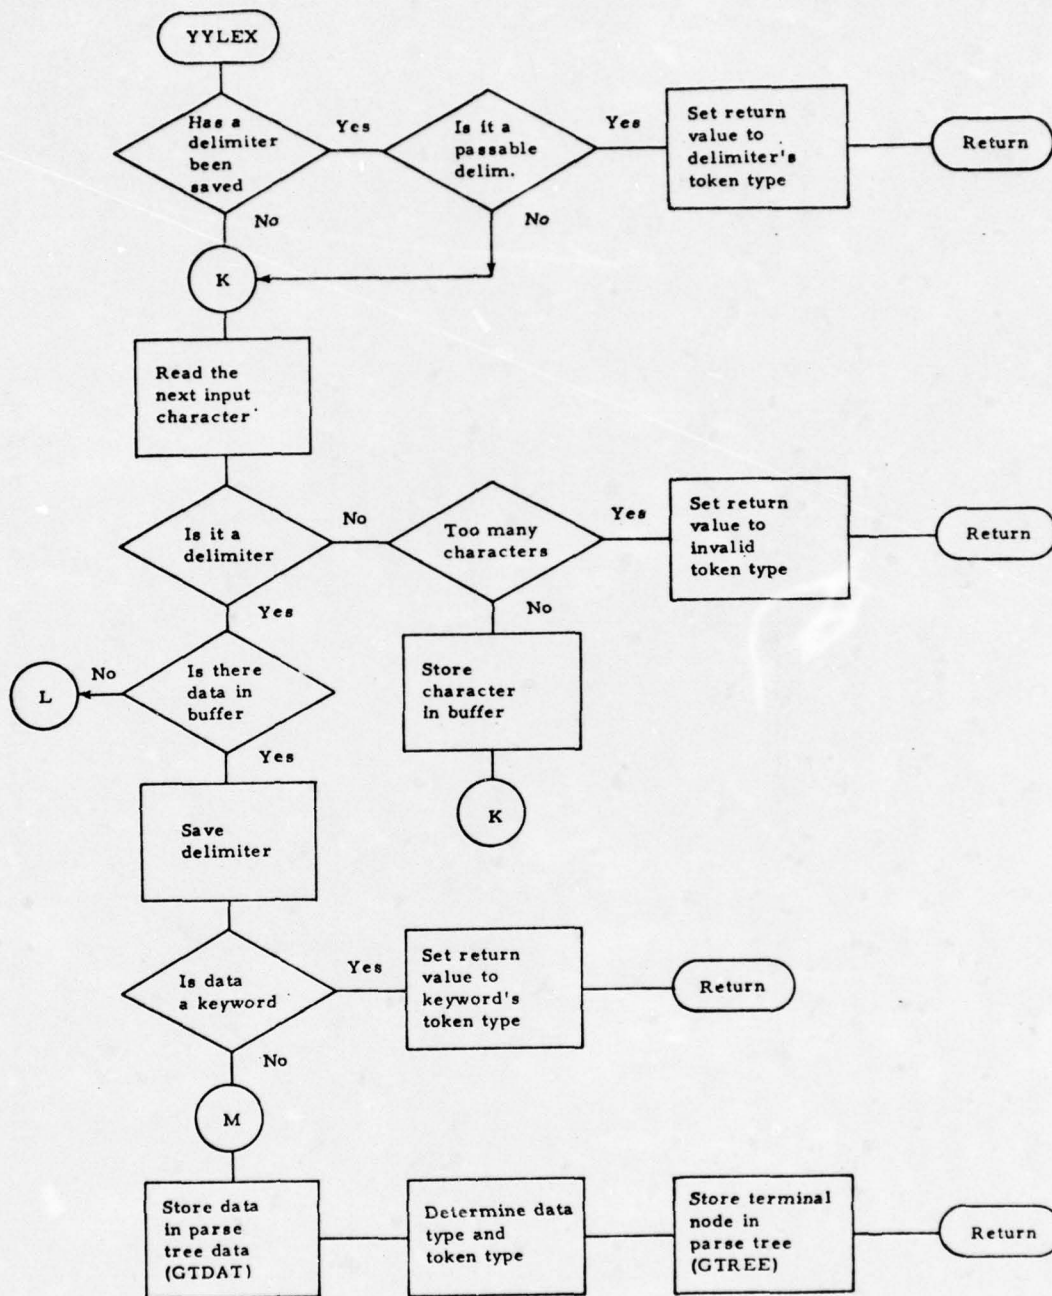 YYLEX
Has a
delimiter
been
saved
Yes
Is it a
passable
delim.
Yes
Set return
value to
delimiter's
token type
Return
No
No
K
Read the
next input
character
Is it a
delimiter
No
Too many
characters
Yes
Set return
value to
invalid
token type
Return
Yes
No
L
No
Is there
data in
buffer
Store
character
in buffer
Yes
K
Save
delimiter
Is data
a keyword
Yes
Set return
value to
keyword's
token type
Return
No
M
Store data
in parse
tree data
(GTDAT)
Determine data
type and
token type
Store terminal
node in
parse tree
(GTREE)
Return